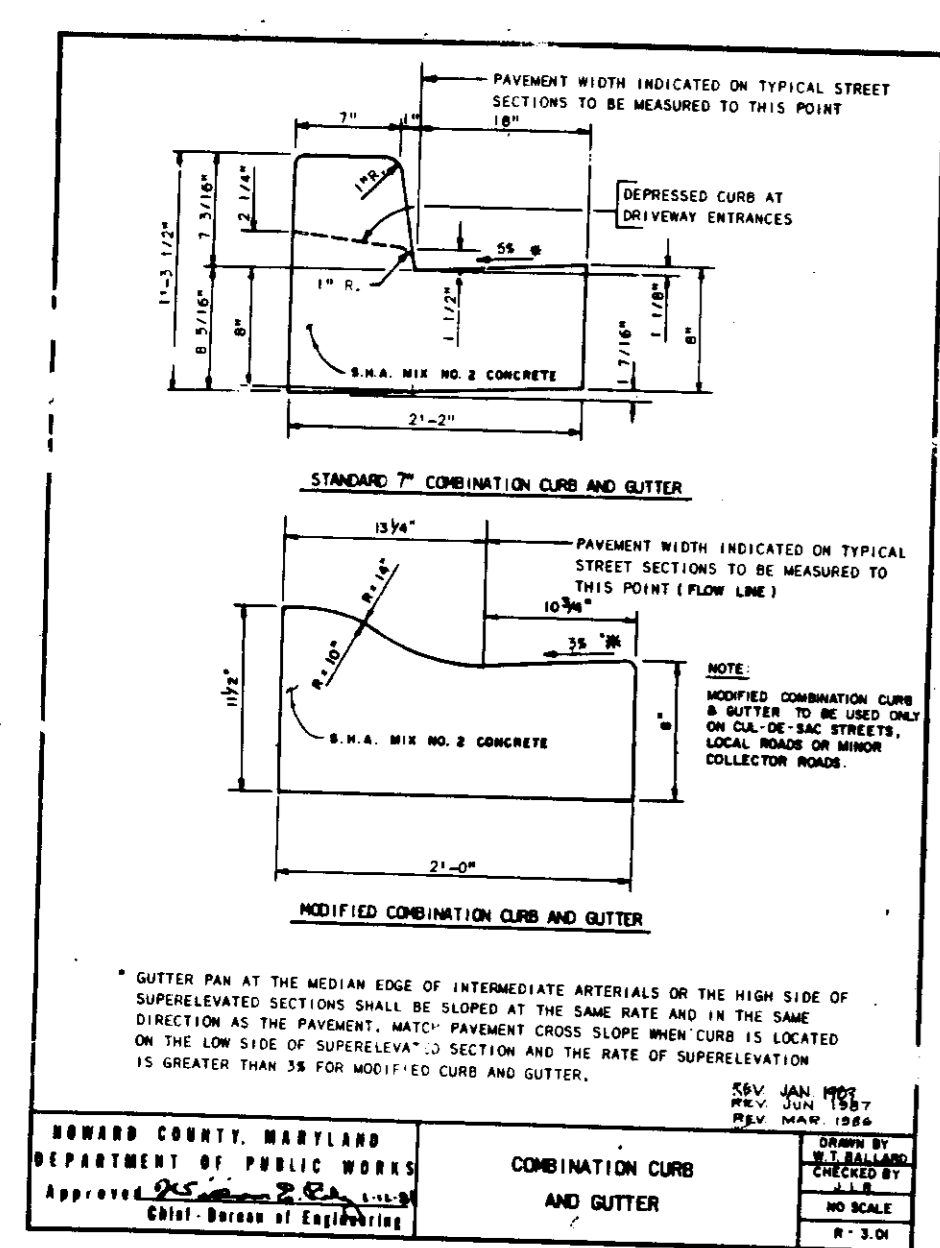 PAVEMENT WIDTH INDICATED ON TYPICAL STREET
SECTIONS TO BE MEASURED TO THIS POINT
7"
1"
18"
1"R.
DEPRESSED CURB AT
DRIVEWAY ENTRANCES
1'-3 1/2"
7 3/16"
2 1/4"
8 5/16"
8"
1" R.
5% *
1 1/2"
1 1/8"
1 7/16"
8"
S.H.A. MIX NO. 2 CONCRETE
2'-2"
STANDARD 7" COMBINATION CURB AND GUTTER
13 1/4"
PAVEMENT WIDTH INDICATED ON TYPICAL
STREET SECTIONS TO BE MEASURED TO
THIS POINT (FLOW LINE)
10 3/4"
R = 14"
R = 10"
3% *
11 1/2"
8"
S.H.A. MIX NO. 2 CONCRETE
NOTE:
MODIFIED COMBINATION CURB
& GUTTER TO BE USED ONLY
ON CUL-DE-SAC STREETS,
LOCAL ROADS OR MINOR
COLLECTOR ROADS.
2'-0"
MODIFIED COMBINATION CURB AND GUTTER
* GUTTER PAN AT THE MEDIAN EDGE OF INTERMEDIATE ARTERIALS OR THE HIGH SIDE OF
SUPERELEVATED SECTIONS SHALL BE SLOPED AT THE SAME RATE AND IN THE SAME
DIRECTION AS THE PAVEMENT. MATCH PAVEMENT CROSS SLOPE WHEN CURB IS LOCATED
ON THE LOW SIDE OF SUPERELEVATED SECTION AND THE RATE OF SUPERELEVATION
IS GREATER THAN 3% FOR MODIFIED CURB AND GUTTER.
REV. JAN.
REV. JUN 1987
REV. MAR. 1986
HOWARD COUNTY, MARYLAND
DEPARTMENT OF PUBLIC WORKS
Approved
Chief - Bureau of Engineering
COMBINATION CURB
AND GUTTER
DRAWN BY
W.T. BALLARD
CHECKED BY
NO SCALE
R - 3.01